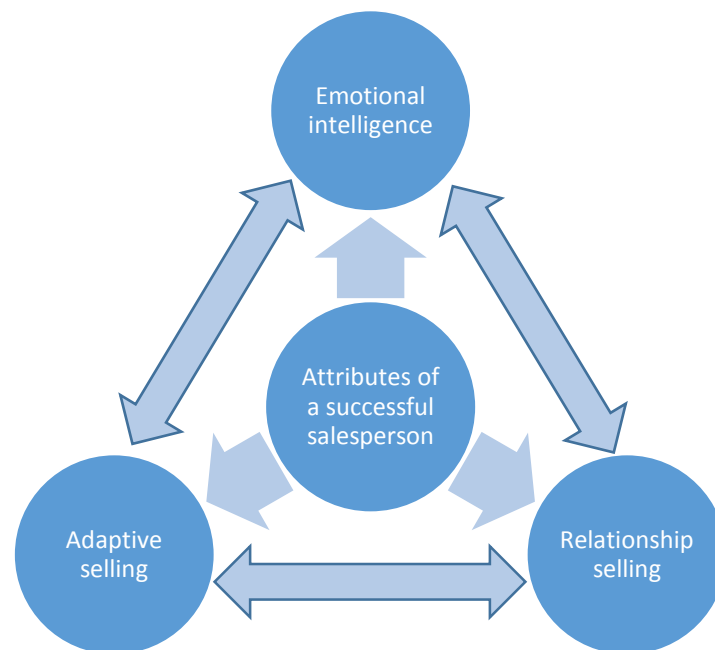 Emotional
intelligence
Attributes of
a successful
salesperson
Adaptive
selling
Relationship
selling